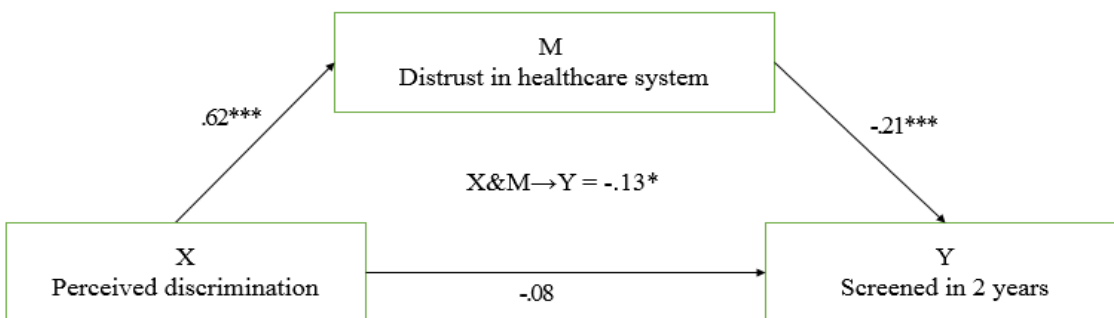 M
Distrust in healthcare system
.62***
-.21***
X&M→Y = -.13*
X
Perceived discrimination
-.08
Y
Screened in 2 years